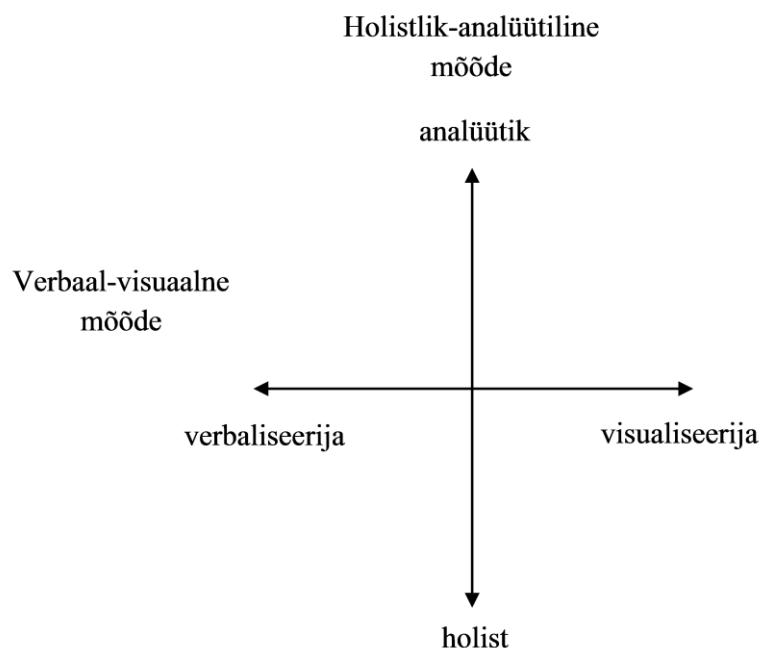 Holistlik-analüütiline
mõõde
analüütik
Verbaal-visuaalne
mõõde
verbaliseerija
visualiseerija
holist